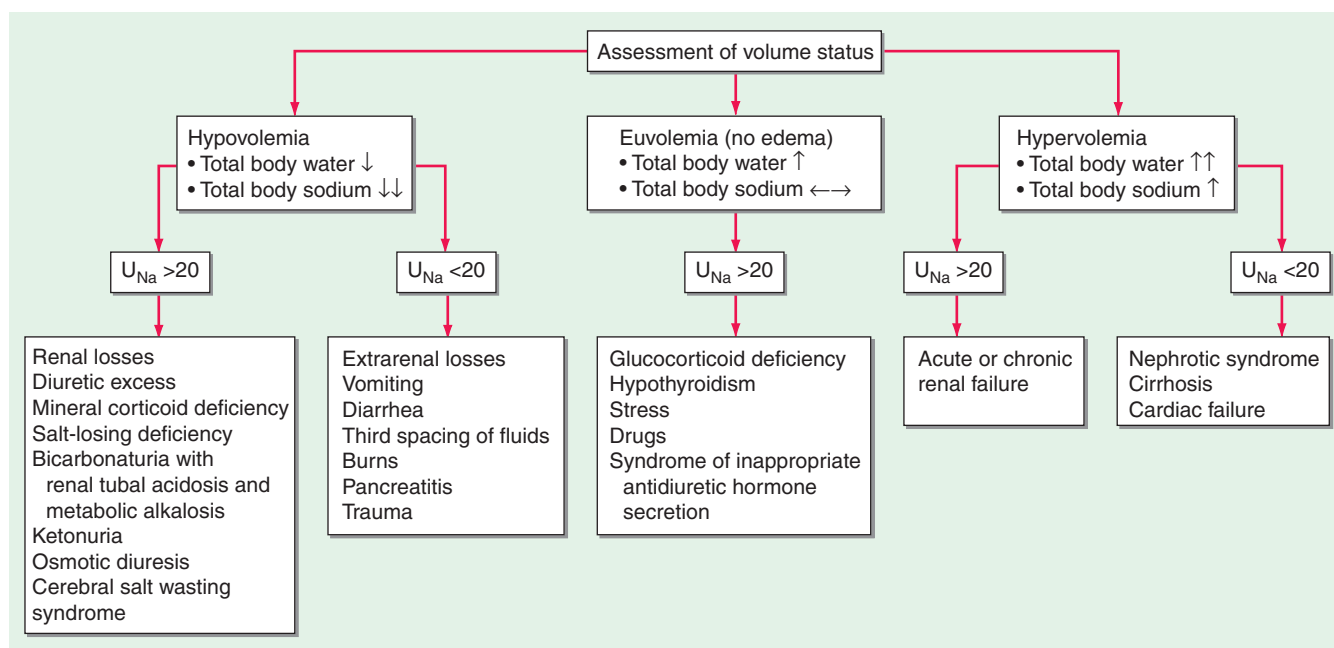 Assessment of volume status
Hypovolemia
• Total body water ↓
• Total body sodium ↓↓
Euvolemia (no edema)
• Total body water ↑
• Total body sodium ←→
Hypervolemia
• Total body water ↑↑
• Total body sodium ↑
UNa >20
UNa <20
UNa >20
UNa >20
UNa <20
Renal losses
Diuretic excess
Mineral corticoid deficiency
Salt-losing deficiency
Bicarbonaturia with
renal tubal acidosis and
metabolic alkalosis
Ketonuria
Osmotic diuresis
Cerebral salt wasting
syndrome
Extrarenal losses
Vomiting
Diarrhea
Third spacing of fluids
Burns
Pancreatitis
Trauma
Glucocorticoid deficiency
Hypothyroidism
Stress
Drugs
Syndrome of inappropriate
antidiuretic hormone
secretion
Acute or chronic
renal failure
Nephrotic syndrome
Cirrhosis
Cardiac failure